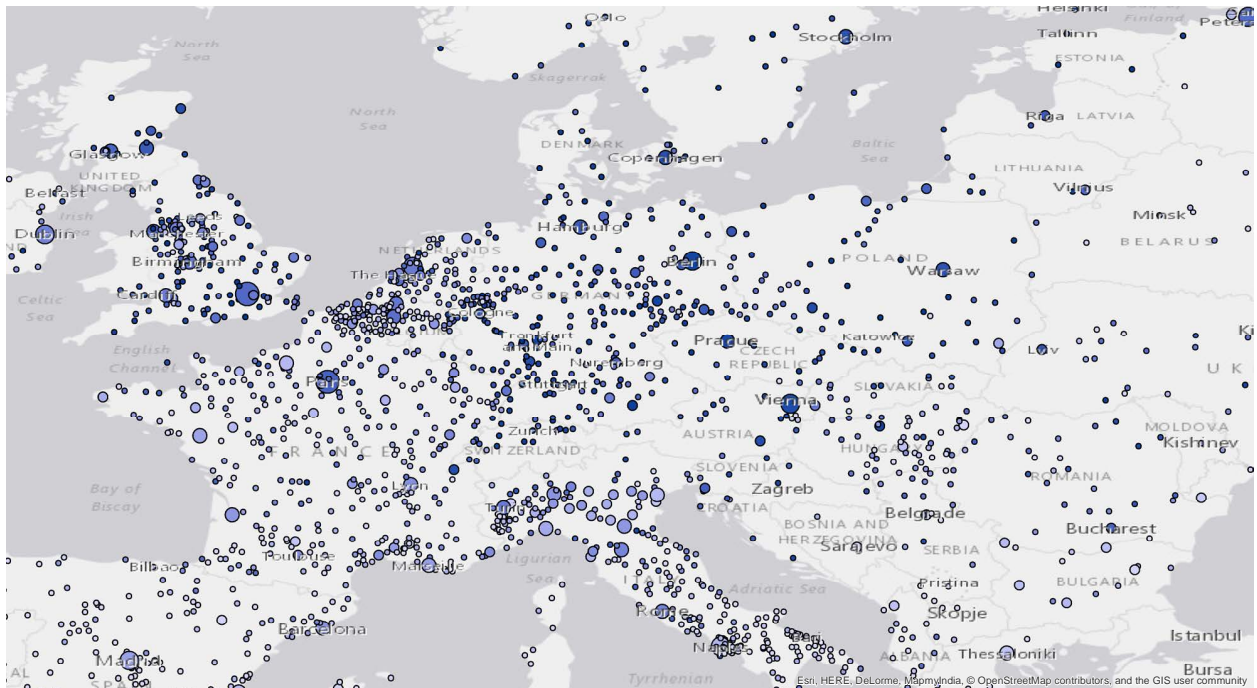 Oslo
Helsinki
Gulf
of Finland
North
Sea
Stockholm
Tallinn
ESTONIA
Skagerrak
North
Sea
Riga
LATVIA
Glasgow
DENMARK
Copenhagen
Baltic
Sea
LITHUANIA
UNITED
KINGDOM
Belfast
Vilnius
Irish
Sea
Leeds
Minsk
Dublin
Manchester
Hamburg
BELARUS
NETHERLANDS
Birmingham
The Hague
Berlin
POLAND
Warsaw
Celtic
Sea
Cardiff
GERMANY
Cologne
English
Channel
Frankfurt
am Main
Prague
Katowice
Lviv
CZECH
REPUBLIC
Nuremberg
U K
Paris
Stuttgart
SLOVAKIA
Vienna
MOLDOVA
Kishinev
Zurich
AUSTRIA
FRANCE
SWITZERLAND
HUNGARY
SLOVENIA
ROMANIA
Bay of
Biscay
Lyon
Zagreb
Turin
CROATIA
Belgrade
BOSNIA AND
HERZEGOVINA
Bucharest
Sarajevo
SERBIA
Toulouse
Bilbao
Marseille
Ligurian
Sea
ITALY
Adriatic Sea
Pristina
BULGARIA
Rome
Skopje
Barcelona
Naples
Bari
Istanbul
Madrid
ALBANIA
Thessaloniki
Bursa
SPAIN
Tyrrhenian
Esri, HERE, DeLorme, MapmyIndia, © OpenStreetMap contributors, and the GIS user community